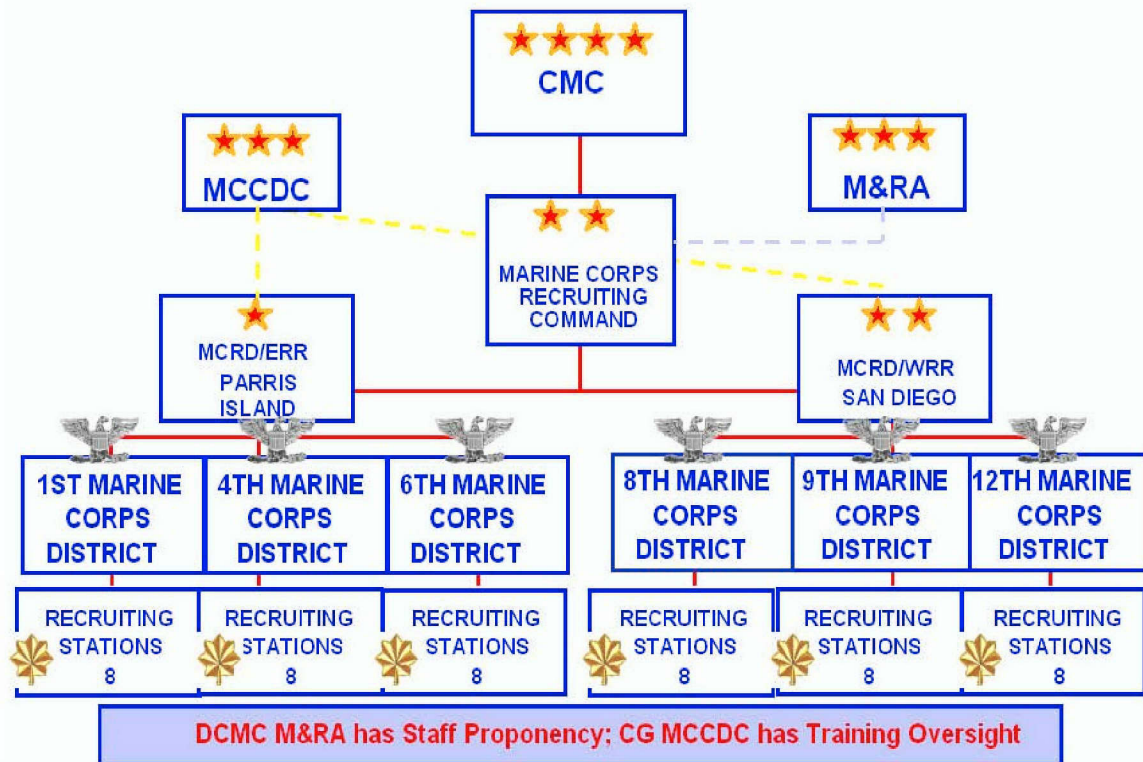 CMC
MCCDC
M&RA
MARINE CORPS
RECRUITING
COMMAND
MCRD/ERR
PARRIS
ISLAND
MCRD/WRR
SAN DIEGO
1ST MARINE
CORPS
DISTRICT
4TH MARINE
CORPS
DISTRICT
6TH MARINE
CORPS
DISTRICT
8TH MARINE
CORPS
DISTRICT
9TH MARINE
CORPS
DISTRICT
12TH MARINE
CORPS
DISTRICT
RECRUITING
STATIONS
8
RECRUITING
STATIONS
8
RECRUITING
STATIONS
8
RECRUITING
STATIONS
8
RECRUITING
STATIONS
8
RECRUITING
STATIONS
8
DCMC M&RA has Staff Proponency; CG MCCDC has Training Oversight